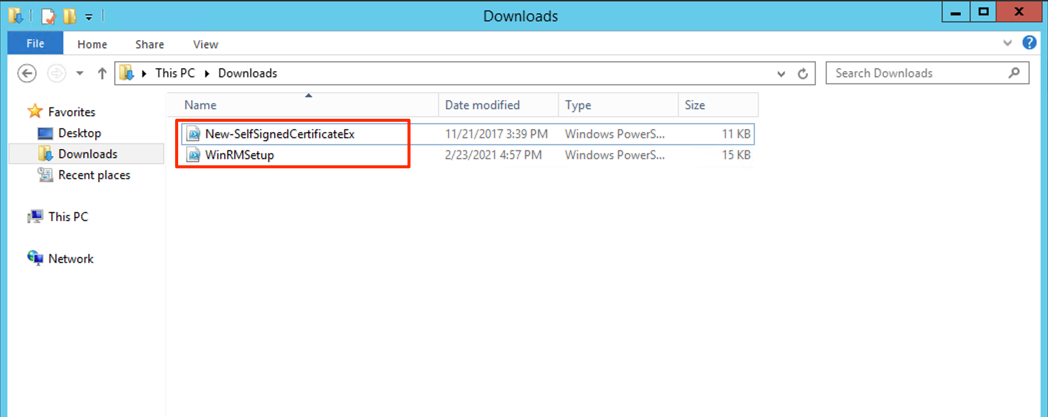 Downloads
File Home Share View
This PC Downloads Search Downloads
Name Date modified Type Size
Favorites
Desktop
Downloads
Recent places
This PC
Network
New-SelfSignedCertificateEx 11/21/2017 3:39 PM Windows PowerS... 11 KB
WinRMSetup 2/23/2021 4:57 PM Windows PowerS... 15 KB